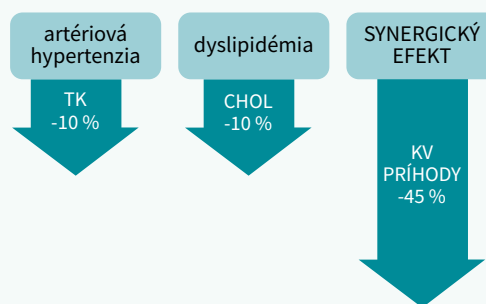 artériová
hypertenzia
TK
-10 %
dyslipidémia
CHOL
-10 %
SYNERGICKÝ
EFEKT
KV
PRÍHODY
-45 %